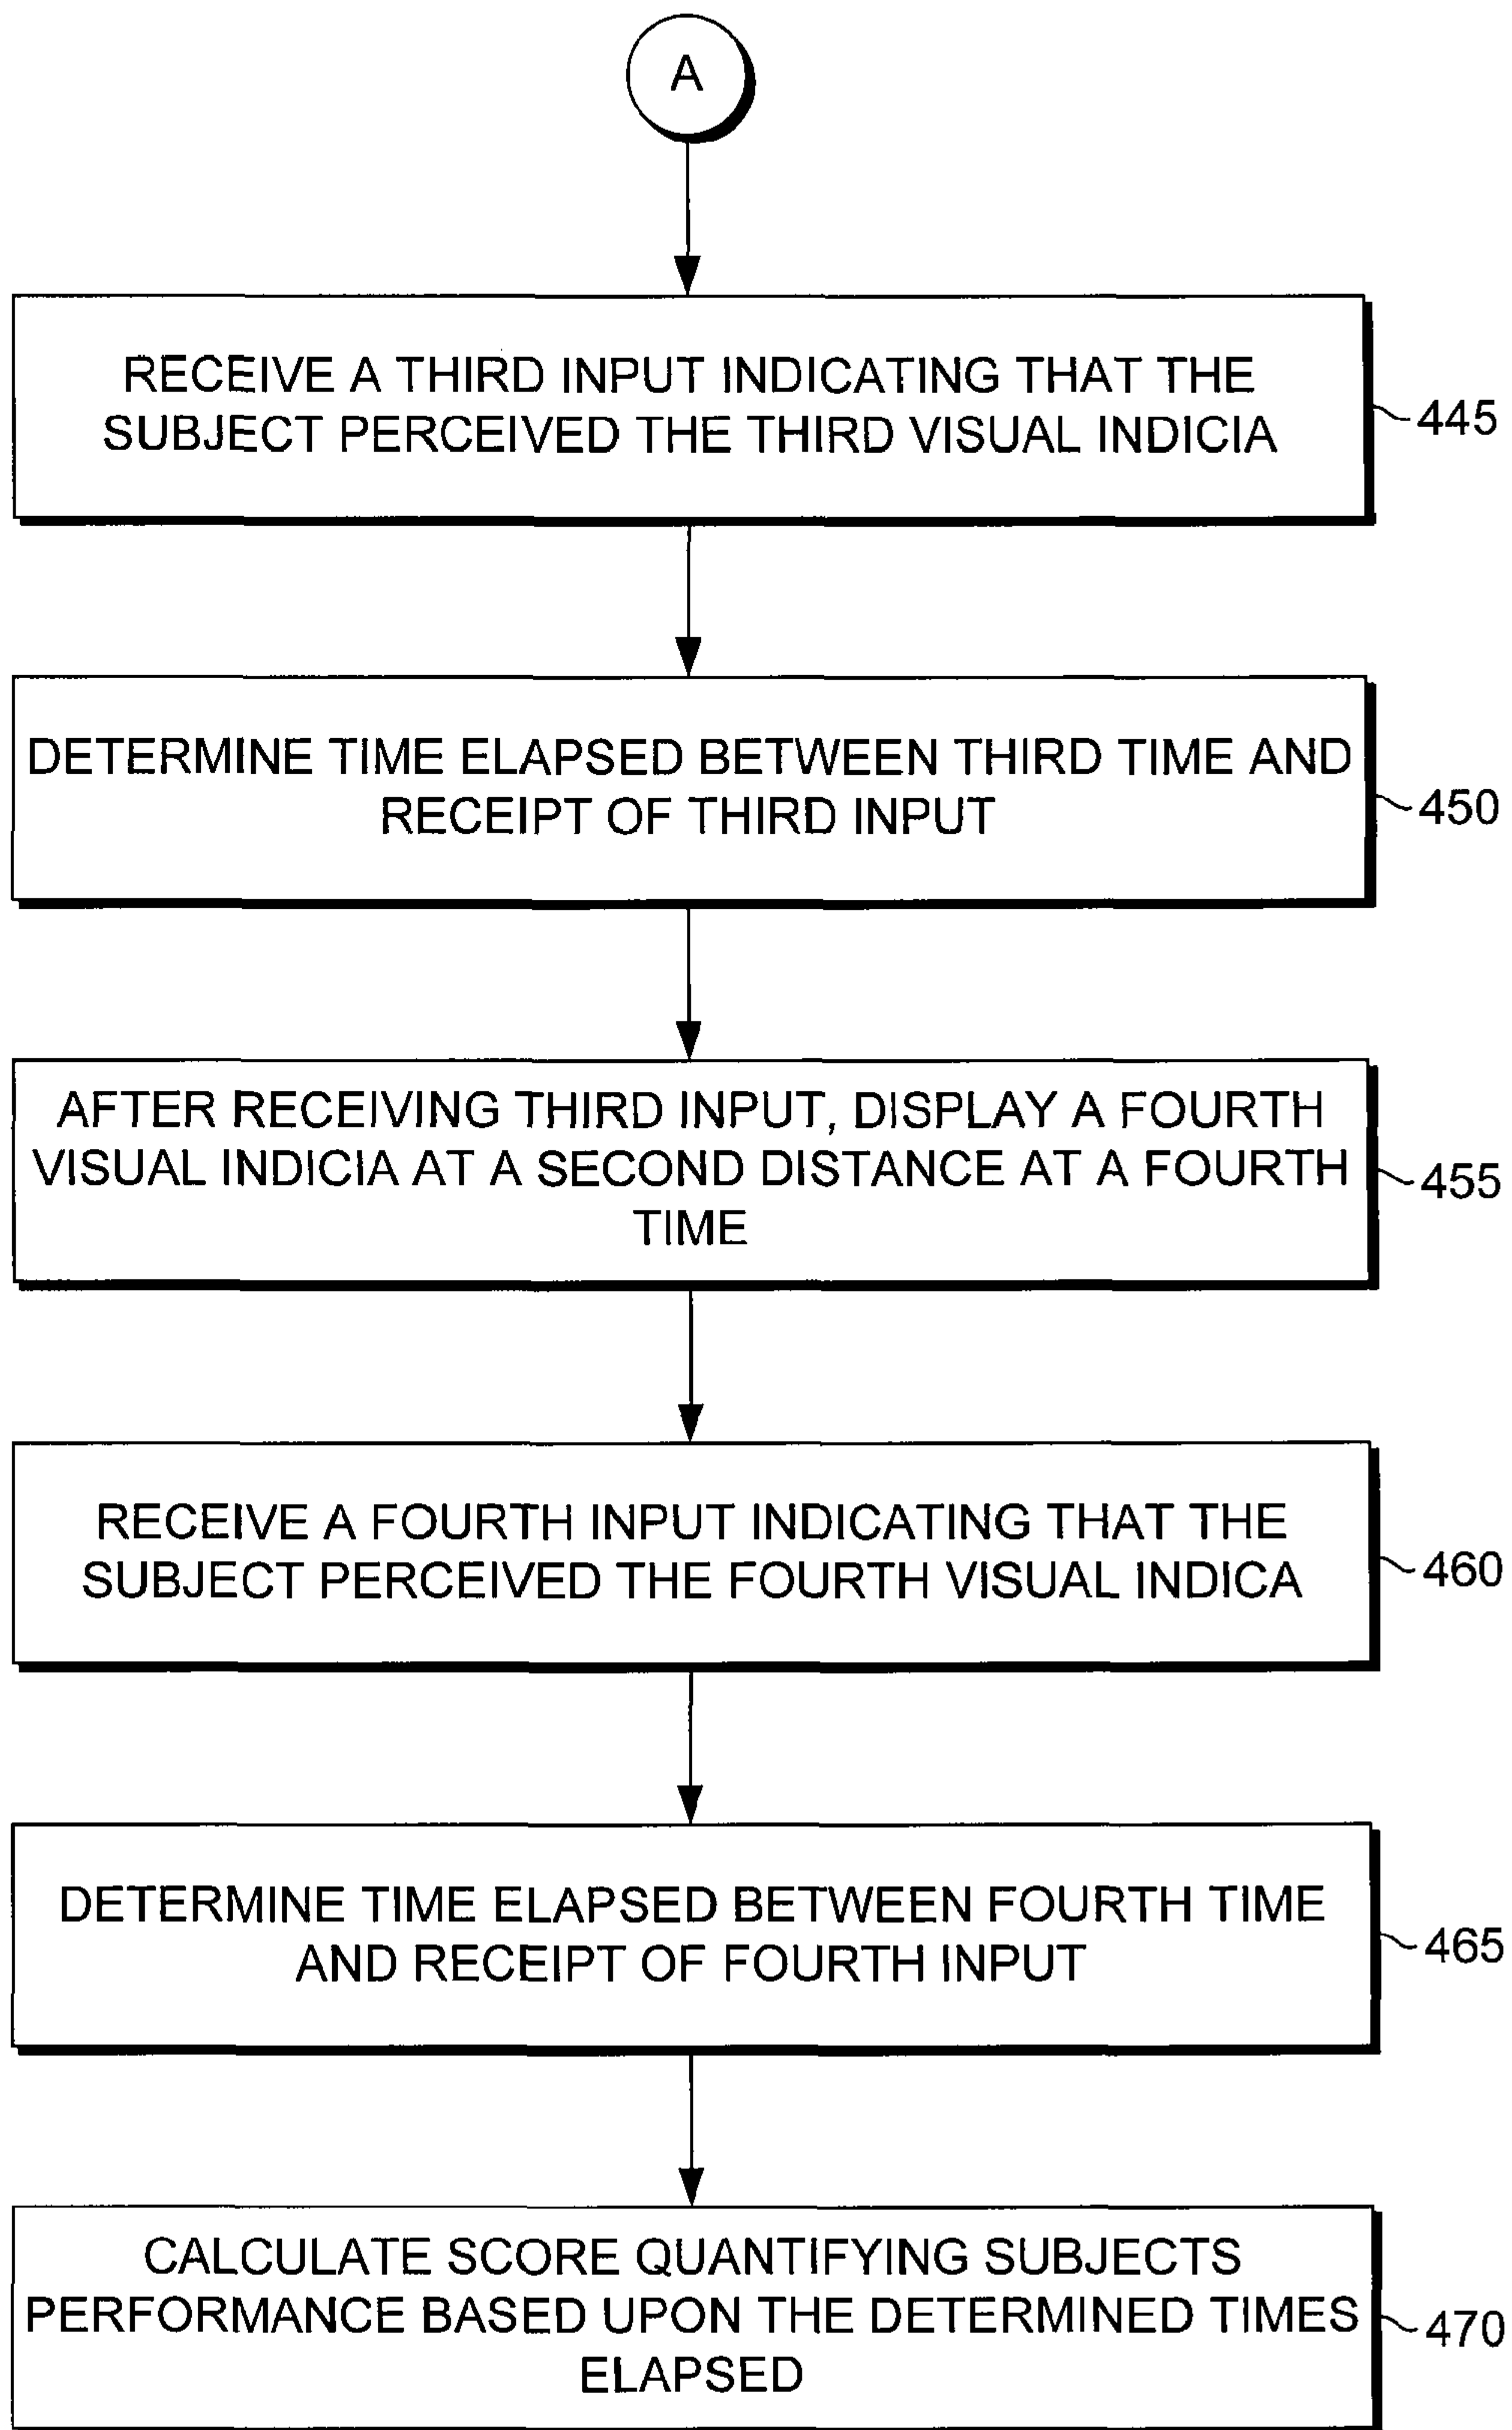 A
RECEIVE A THIRD INPUT INDICATING THAT THE
SUBJECT PERCEIVED THE THIRD VISUAL INDICIA
445
DETERMINE TIME ELAPSED BETWEEN THIRD TIME AND
RECEIPT OF THIRD INPUT
450
AFTER RECEIVING THIRD INPUT, DISPLAY A FOURTH
VISUAL INDICIA AT A SECOND DISTANCE AT A FOURTH
TIME
455
RECEIVE A FOURTH INPUT INDICATING THAT THE
SUBJECT PERCEIVED THE FOURTH VISUAL INDICA
460
DETERMINE TIME ELAPSED BETWEEN FOURTH TIME
AND RECEIPT OF FOURTH INPUT
465
CALCULATE SCORE QUANTIFYING SUBJECTS
PERFORMANCE BASED UPON THE DETERMINED TIMES
ELAPSED
470